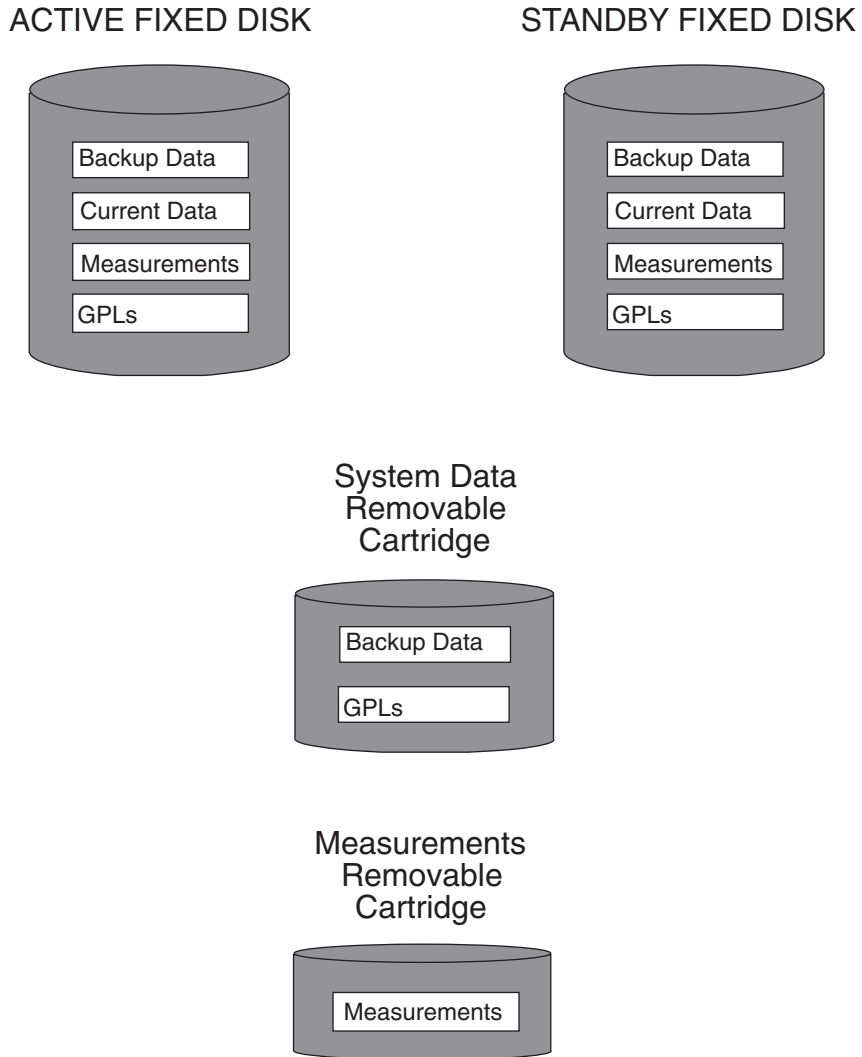 ACTIVE FIXED DISK
STANDBY FIXED DISK
Backup Data
Current Data
Measurements
GPLs
Backup Data
Current Data
Measurements
GPLs
System Data
Removable
Cartridge
Backup Data
GPLs
Measurements
Removable
Cartridge
Measurements